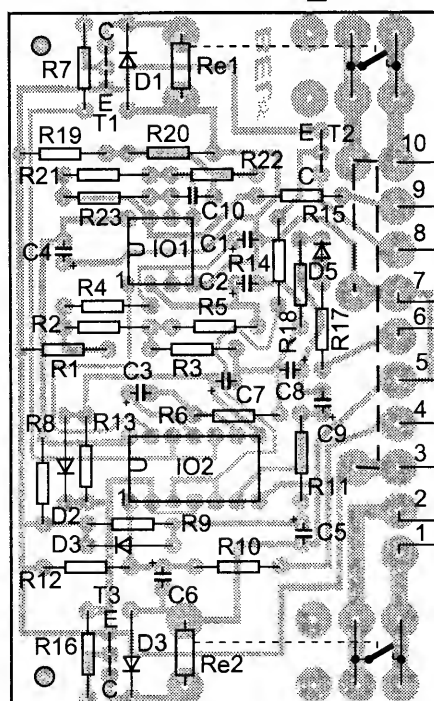 C
R7
D1
Re1
E
T1
E
T2
R19
R20
10
R21
R22
C
R23
C10
R15
9
C4
IO1
C1
8
R14
D5
1
C2
7
R4
R5
R18
R17
R2
6
R1
R3
C3
C7
C8
5
R8
R13
R6
C9
4
IO2
3
1
R11
D2
R9
2
D3
C5
1
R12
R10
T3
C6
E
R16
D3
Re2
C